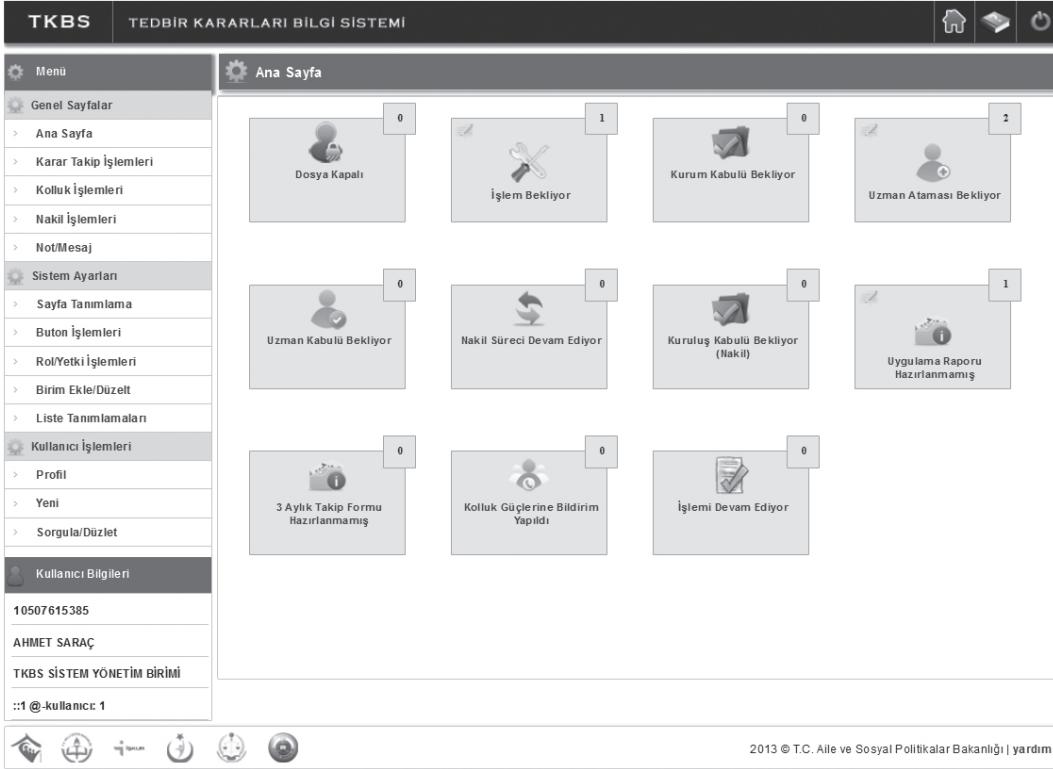 TKBS TEDBİR KARARLARI BİLGİ SİSTEMİ
Menü
Genel Sayfalar
> Ana Sayfa
> Karar Takip İşlemleri
> Kolluk İşlemleri
> Nakil İşlemleri
> Not/Mesaj
Sistem Ayarları
> Sayfa Tanımlama
> Buton İşlemleri
> Rol/Yetki İşlemleri
> Birim Ekle/Düzelt
> Liste Tanımlamaları
Kullanıcı İşlemleri
> Profil
> Yeni
> Sorgula/Düzlet
Kullanıcı Bilgileri
10507615385
AHMET SARAÇ
TKBS SİSTEM YÖNETİM BİRİMİ
::1 @-kullanıcı: 1
Ana Sayfa
0
Dosya Kapalı
1
İşlem Bekliyor
0
Kurum Kabulü Bekliyor
2
Uzman Ataması Bekliyor
0
Uzman Kabulü Bekliyor
0
Nakil Süreci Devam Ediyor
0
Kuruluş Kabulü Bekliyor
(Nakil)
1
Uygulama Raporu
Hazırlanmamış
0
3 Aylık Takip Formu
Hazırlanmamış
0
Kolluk Güçlerine Bildirim
Yapıldı
0
İşlemi Devam Ediyor
2013 © T.C. Aile ve Sosyal Politikalar Bakanlığı | yardım